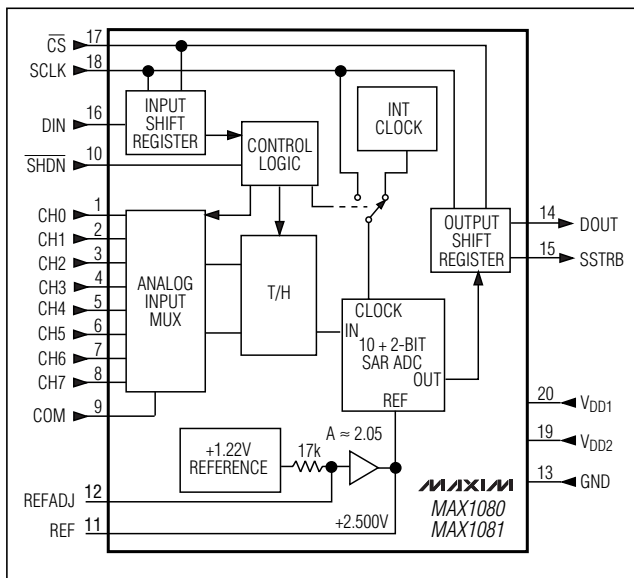 CS 17
SCLK 18
DIN 16
SHDN 10
INPUT
SHIFT
REGISTER
CONTROL
LOGIC
INT
CLOCK
CH0 1
CH1 2
CH2 3
CH3 4
CH4 5
CH5 6
CH6 7
CH7 8
COM 9
ANALOG
INPUT
MUX
T/H
CLOCK
IN
10 + 2-BIT
SAR ADC
OUT
REF
OUTPUT
SHIFT
REGISTER
14 DOUT
15 SSTRB
20 VDD1
19 VDD2
13 GND
+1.22V
REFERENCE
17k
A ≈ 2.05
REFADJ 12
REF 11
+2.500V
MAXIM
MAX1080
MAX1081